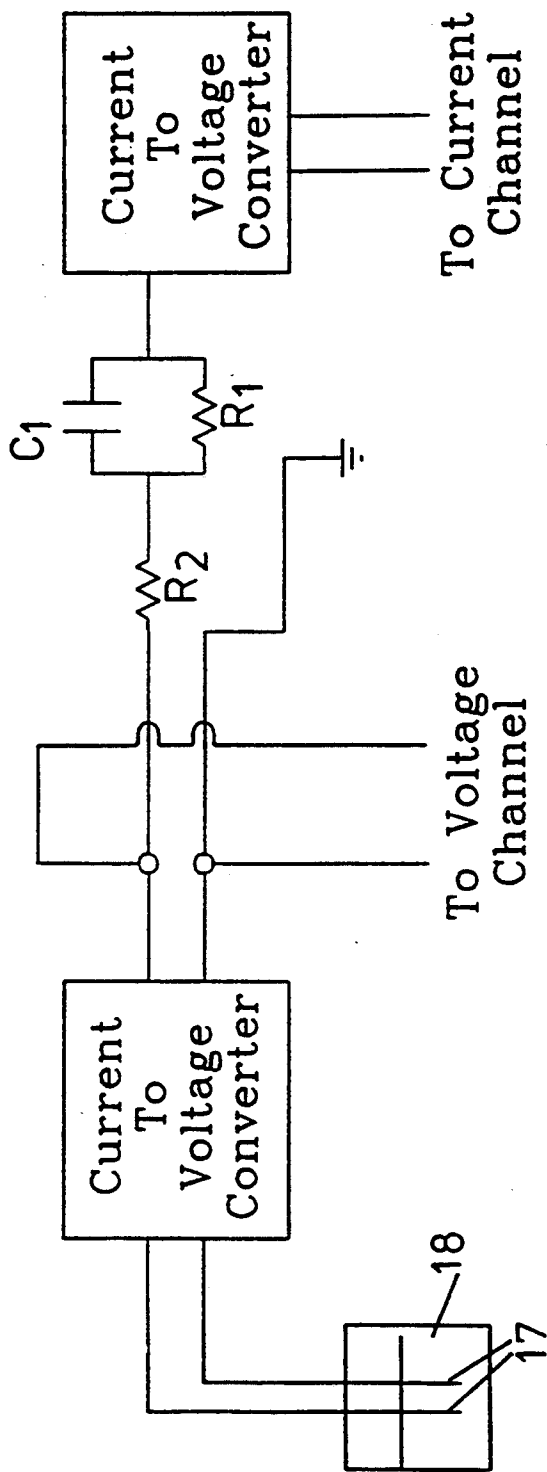 Current
To
Voltage
Converter
C1
R1
R2
Current
To
Voltage
Converter
To Voltage
Channel
To Current
Channel
18
17